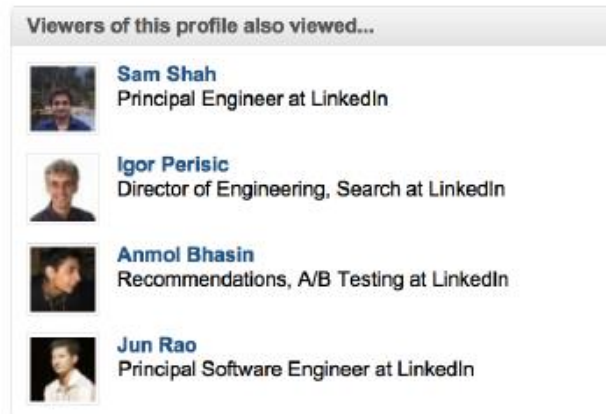 Viewers of this profile also viewed...
Sam Shah
Principal Engineer at LinkedIn
Igor Perisic
Director of Engineering, Search at LinkedIn
Anmol Bhasin
Recommendations, A/B Testing at LinkedIn
Jun Rao
Principal Software Engineer at LinkedIn